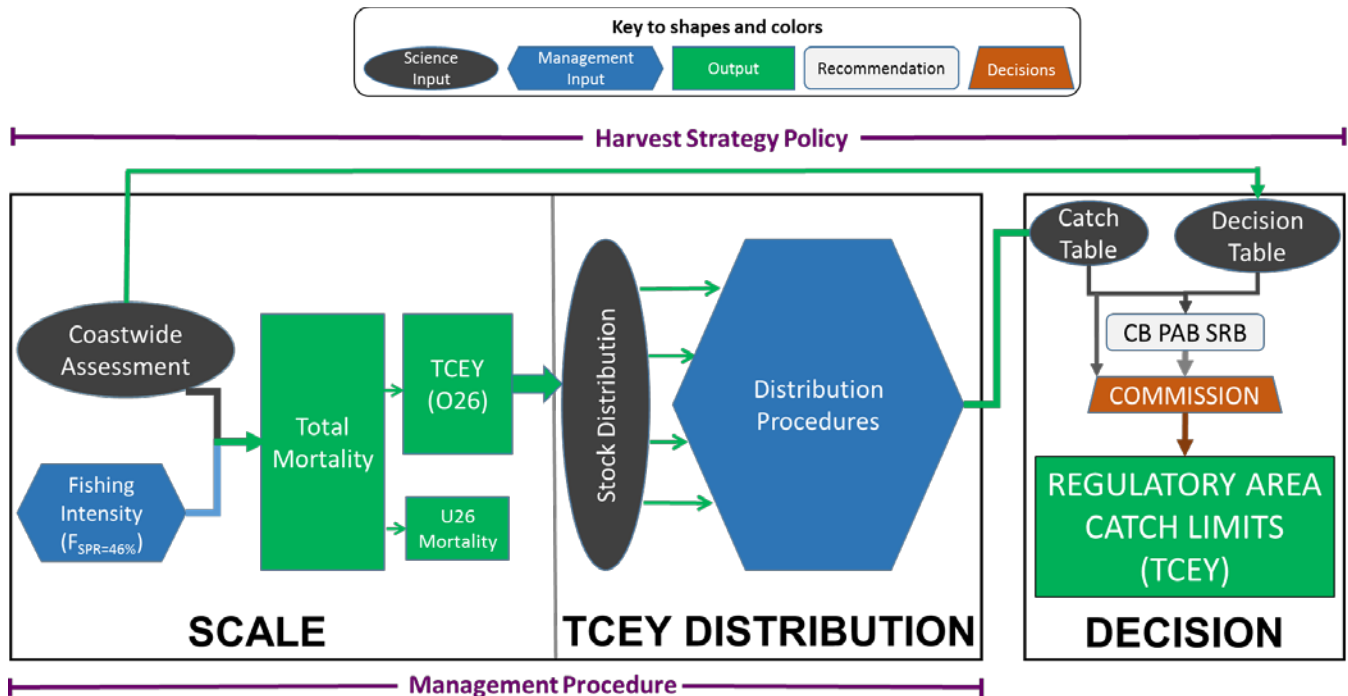 Key to shapes and colors
Science
Input
Management
Input
Output
Recommendation
Decisions
Harvest Strategy Policy
Coastwide
Assessment
Fishing
Intensity
(FSPR=46%)
Total
Mortality
TCEY
(O26)
U26
Mortality
SCALE
Stock Distribution
Distribution
Procedures
TCEY DISTRIBUTION
Catch
Table
Decision
Table
CB PAB SRB
COMMISSION
REGULATORY AREA
CATCH LIMITS
(TCEY)
DECISION
Management Procedure